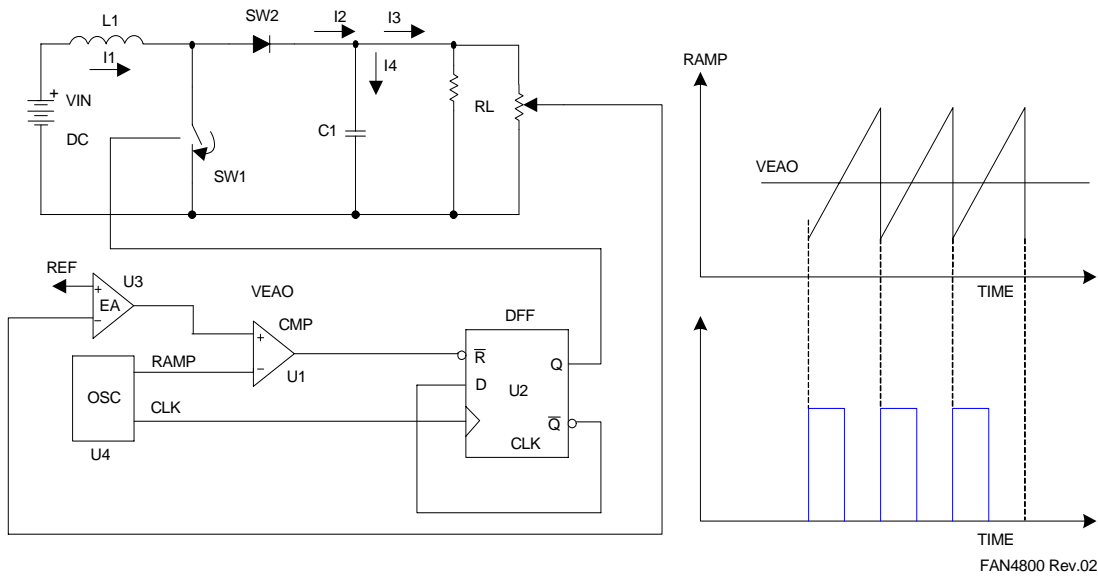 L1
SW2
I2
I3
I1
I4
+
VIN
DC
SW1
C1
RL
RAMP
VEAO
TIME
REF
+
EA
−
U3
VEAO
CMP
+
−
U1
OSC
RAMP
CLK
U4
DFF
R
D
U2
Q
Q
CLK
TIME
FAN4800 Rev.02